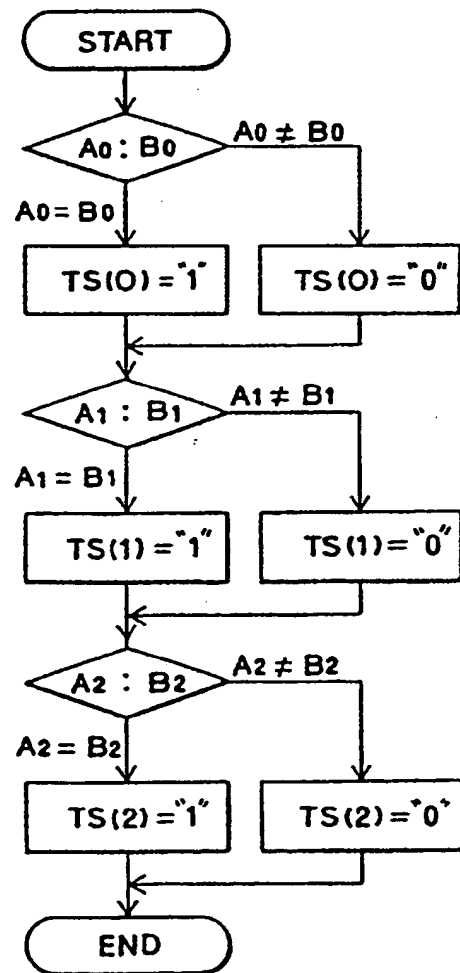 START
A0 : B0
A0 ≠ B0
A0 = B0
TS(0) = "1"
TS(0) = "0"
A1 : B1
A1 ≠ B1
A1 = B1
TS(1) = "1"
TS(1) = "0"
A2 : B2
A2 ≠ B2
A2 = B2
TS(2) = "1"
TS(2) = "0"
END